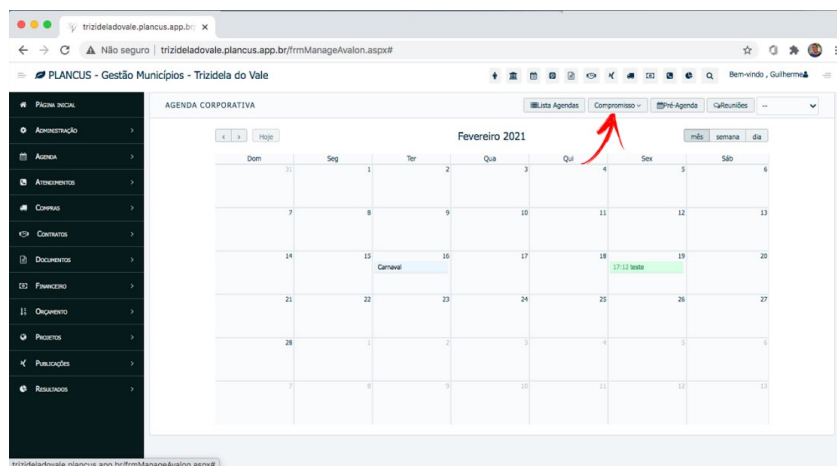 trizideladovale.plancus.app.br
Não seguro | trizideladovale.plancus.app.br/frmManageAvalon.aspx#
PLANCUS - Gestão Municípios - Trizidela do Vale
Bem-vindo , Guilherme
PÁGINA INICIAL
ADMINISTRAÇÃO
AGENDA
ATENDIMENTOS
COMPRAS
CONTRATOS
DOCUMENTOS
FINANCEIRO
ORÇAMENTO
PROJETOS
PUBLICAÇÕES
RESULTADOS
AGENDA CORPORATIVA
Lista Agendas Compromisso Pré-Agenda Reuniões --
Hoje Fevereiro 2021 mês semana dia
Dom Seg Ter Qua Qui Sex Sáb
31 1 2 3 4 5 6
7 8 9 10 11 12 13
14 15 16 17 18 19 20
Carnaval 17:12 teste
21 22 23 24 25 26 27
28 1 2 3 4 5 6
7 8 9 10 11 12 13
trizideladovale.plancus.app.br/frmManageAvalon.aspx#